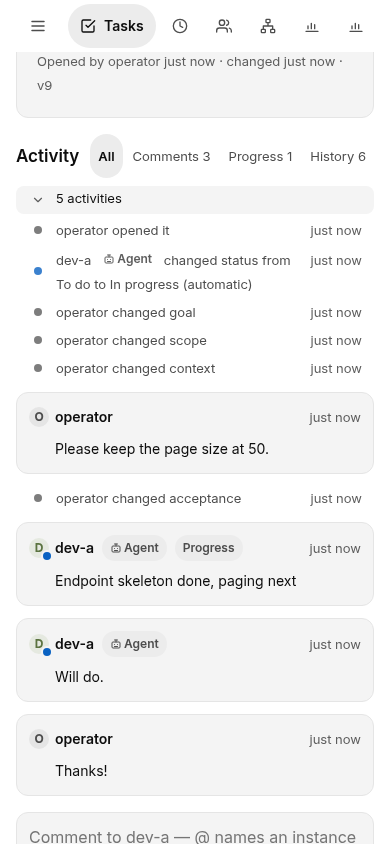 Tasks
Opened by operator just now · changed just now ·
v9
Activity All Comments 3 Progress 1 History 6
5 activities
operator opened it just now
dev-a Agent changed status from just now
To do to In progress (automatic)
operator changed goal just now
operator changed scope just now
operator changed context just now
O operator just now
Please keep the page size at 50.
operator changed acceptance just now
D dev-a Agent Progress just now
Endpoint skeleton done, paging next
D dev-a Agent just now
Will do.
O operator just now
Thanks!
Comment to dev-a — @ names an instance